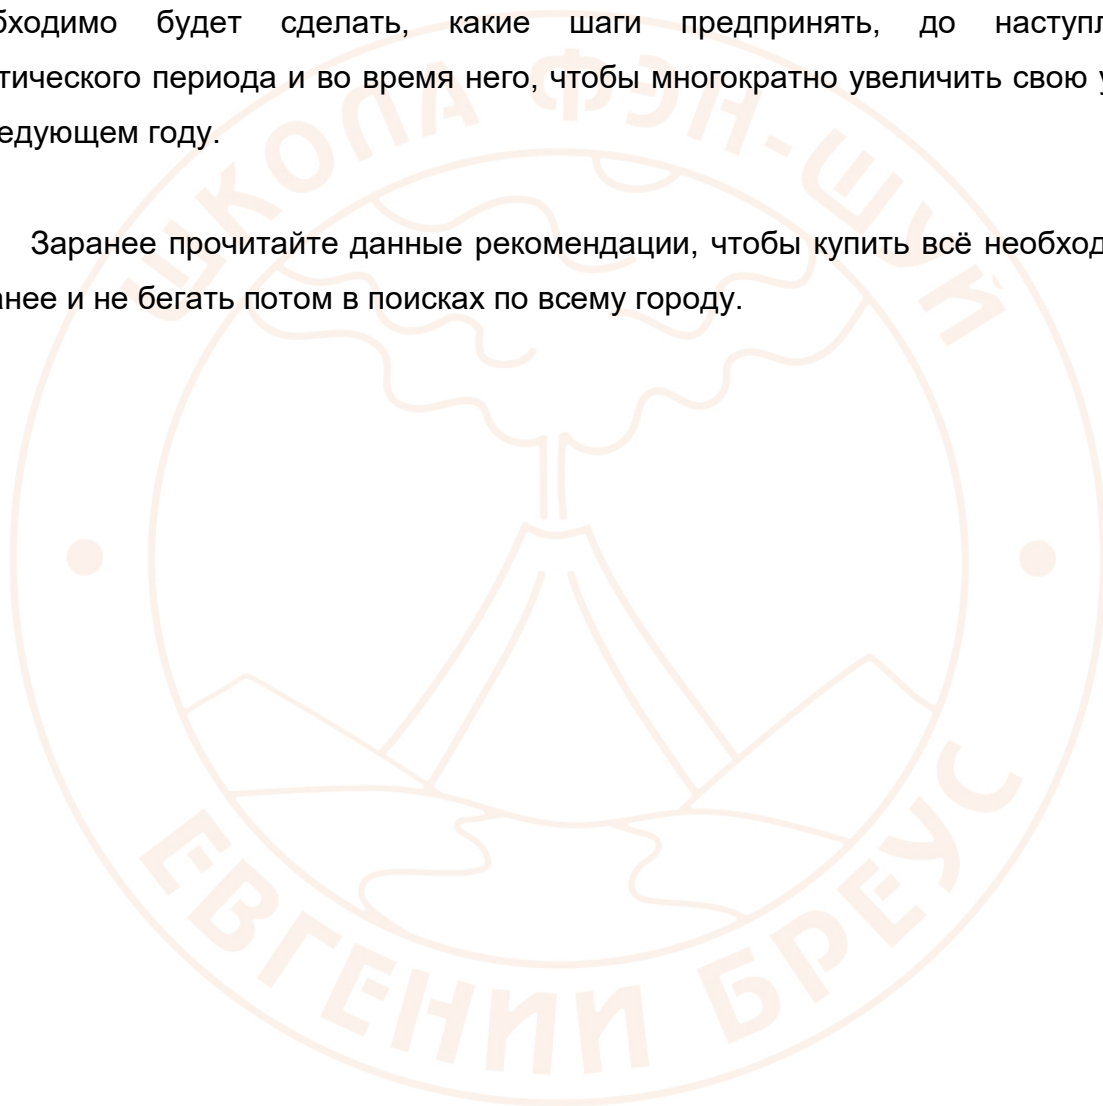 бходимо будет сделать, какие шаги предпринять, до наступл
тического периода и во время него, чтобы многократно увеличить свою у
едующем году.
Заранее прочитайте данные рекомендации, чтобы купить всё необход
анее и не бегать потом в поисках по всему городу.
ШКОЛА ФЭН-ШУЙ
ЕВГЕНИИ БРЕУС